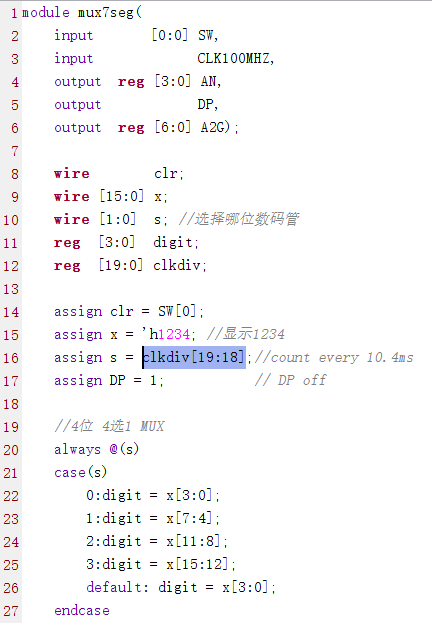 1 module mux7seg(
2     input       [0:0] SW,
3     input             CLK100MHZ,
4     output  reg [3:0] AN,
5     output            DP,
6     output  reg [6:0] A2G);
7
8     wire        clr;
9     wire [15:0] x;
10     wire [1:0]  s; //选择哪位数码管
11     reg  [3:0]  digit;
12     reg  [19:0] clkdiv;
13
14     assign clr = SW[0];
15     assign x = 'h1234; //显示1234
16     assign s = clkdiv[19:18];//count every 10.4ms
17     assign DP = 1;           // DP off
18
19     //4位 4选1 MUX
20     always @(s)
21     case(s)
22         0:digit = x[3:0];
23         1:digit = x[7:4];
24         2:digit = x[11:8];
25         3:digit = x[15:12];
26         default: digit = x[3:0];
27     endcase